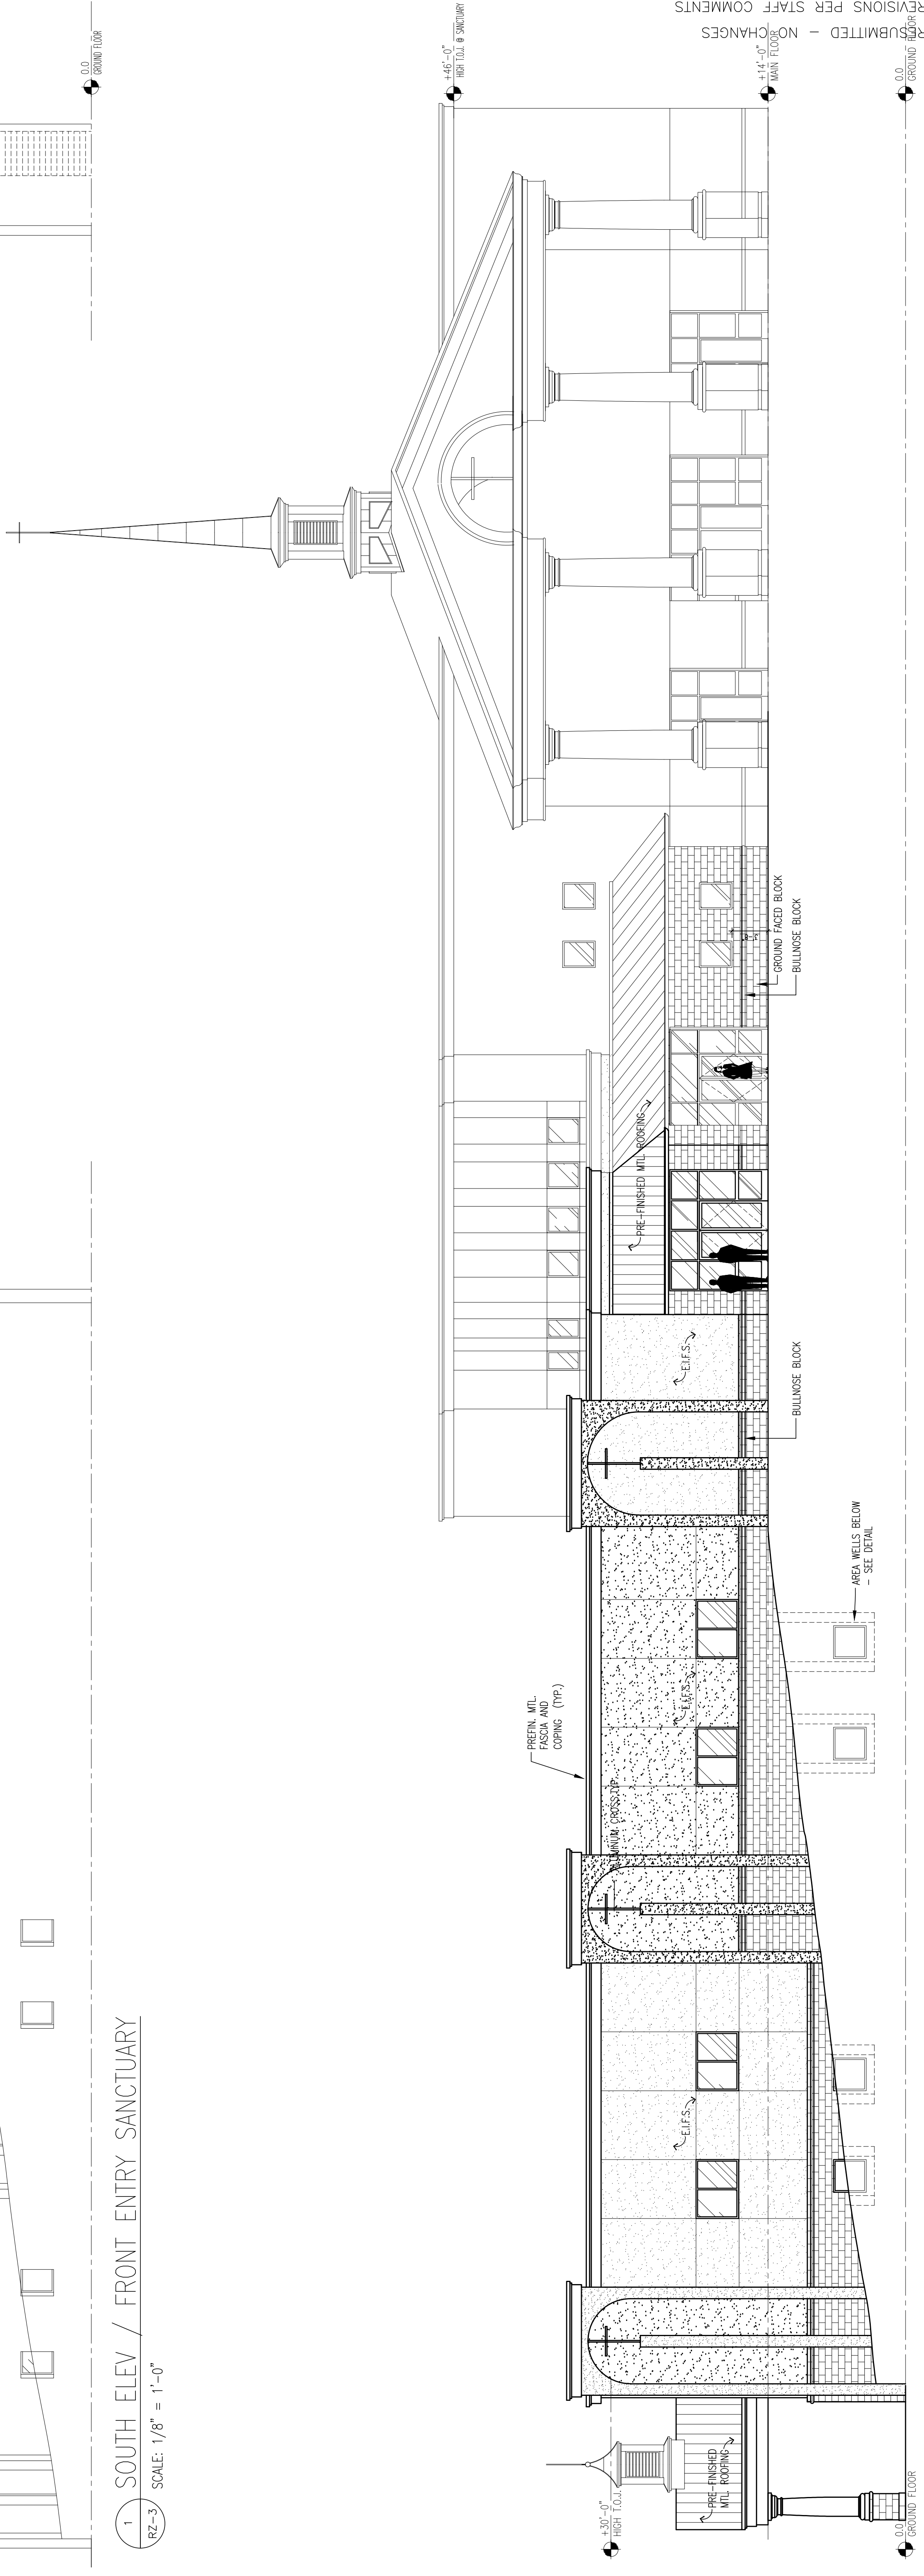 0.0
GROUND FLOOR
1
RZ-3
SOUTH ELEV / FRONT ENTRY SANCTUARY
SCALE: 1/8" = 1'-0"
+46'-0"
HIGH T.O.J. @ SANCTUARY
PREFIN. MTL.
FASCIA AND
COPING (TYP.)
+30'-0"
HIGH T.O.J.
PRE-FINISHED
MTL. ROOFING
E.I.F.S.
ALUMINUM CROSS TYP.
E.I.F.S.
E.I.F.S.
PRE-FINISHED MTL. ROOFING
GROUND FACED BLOCK
BULLNOSE BLOCK
BULLNOSE BLOCK
AREA WELLS BELOW
- SEE DETAIL
+14'-0"
MAIN FLOOR
0.0
GROUND FLOOR
0.0
GROUND FLOOR
REVISIONS PER STAFF COMMENTS
RESUBMITTED - NO CHANGES